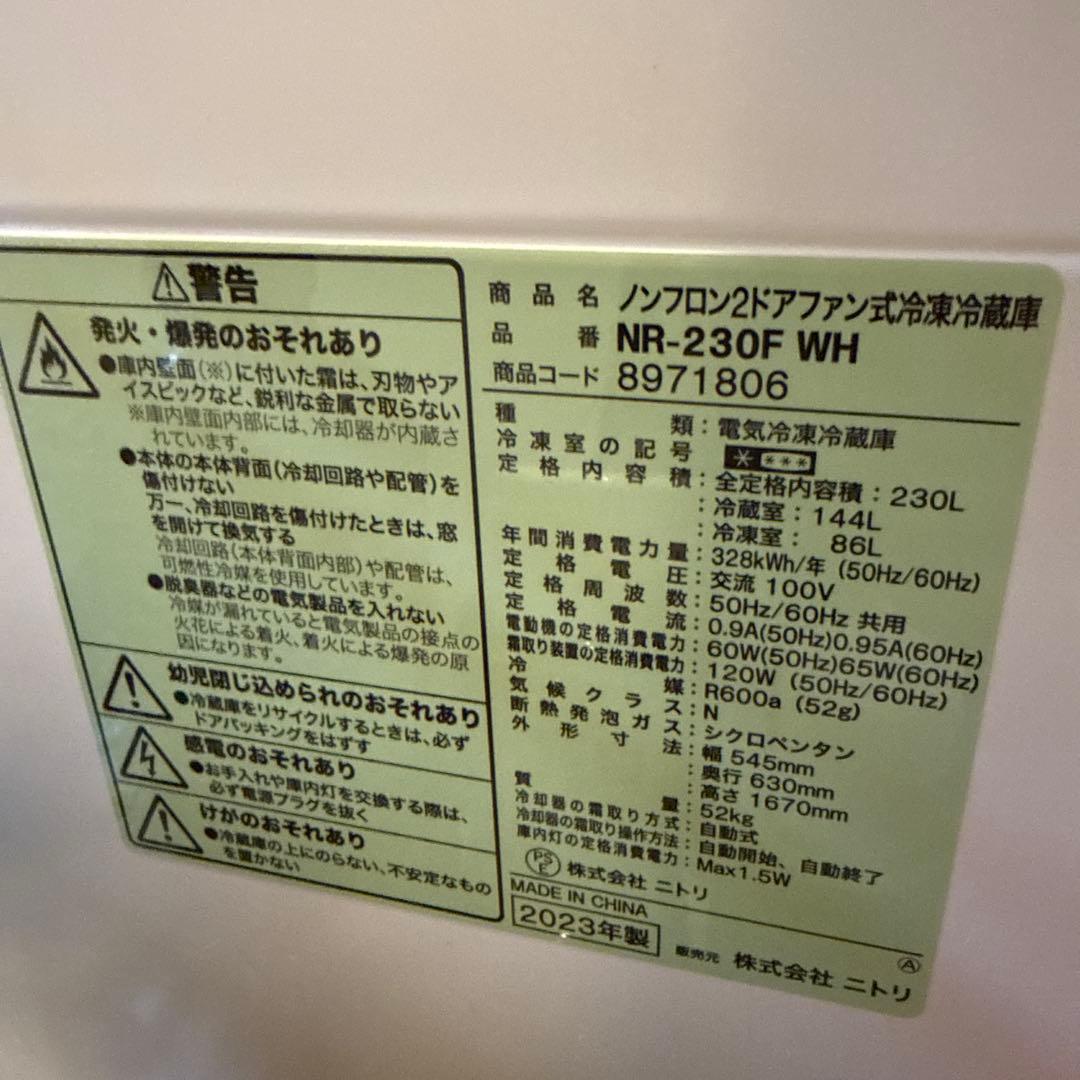 警告
発火・爆発のおそれあり
●庫内壁面(※)に付いた霜は、刃物やア
イスピックなど、鋭利な金属で取らない
※庫内壁面内部には、冷却器が内蔵さ
れています。
●本体の本体背面(冷却回路や配管)を
傷付けない
万一、冷却回路を傷付けたときは、窓
を開けて換気する
冷却回路(本体背面内部)や配管は、
可燃性冷媒を使用しています。
●脱臭器などの電気製品を入れない
冷媒が漏れていると電気製品の接点の
火花による着火、着火による爆発の原
因になります。
幼児閉じ込められのおそれあり
●冷蔵庫をリサイクルするときは、必ず
ドアパッキングをはずす
感電のおそれあり
●お手入れや庫内灯を交換する際は、
必ず電源プラグを抜く
けがのおそれあり
●冷蔵庫の上にのらない、不安定なもの
を置かない
商品名 ノンフロン2ドアファン式冷凍冷蔵庫
品番 NR-230F WH
商品コード 8971806
種類:電気冷凍冷蔵庫
冷凍室の記号:* ***
定格内容積:全定格内容積:230L
:冷蔵室:144L
:冷凍室: 86L
年間消費電力量:328kWh/年(50Hz/60Hz)
定格電圧:交流 100V
定格周波数:50Hz/60Hz 共用
定格電流:0.9A(50Hz)0.95A(60Hz)
電動機の定格消費電力:60W(50Hz)65W(60Hz)
霜取り装置の定格消費電力:120W(50Hz/60Hz)
冷媒:R600a(52g)
気候クラス:N
断熱発泡ガス:シクロペンタン
外形寸法:幅 545mm
:奥行 630mm
:高さ 1670mm
質量:52kg
冷却器の霜取り方式:自動式
冷却器の霜取り操作方法:自動開始、自動終了
庫内灯の定格消費電力:Max1.5W
PSE 株式会社 ニトリ
MADE IN CHINA
2023年製
販売元 株式会社 ニトリ
A